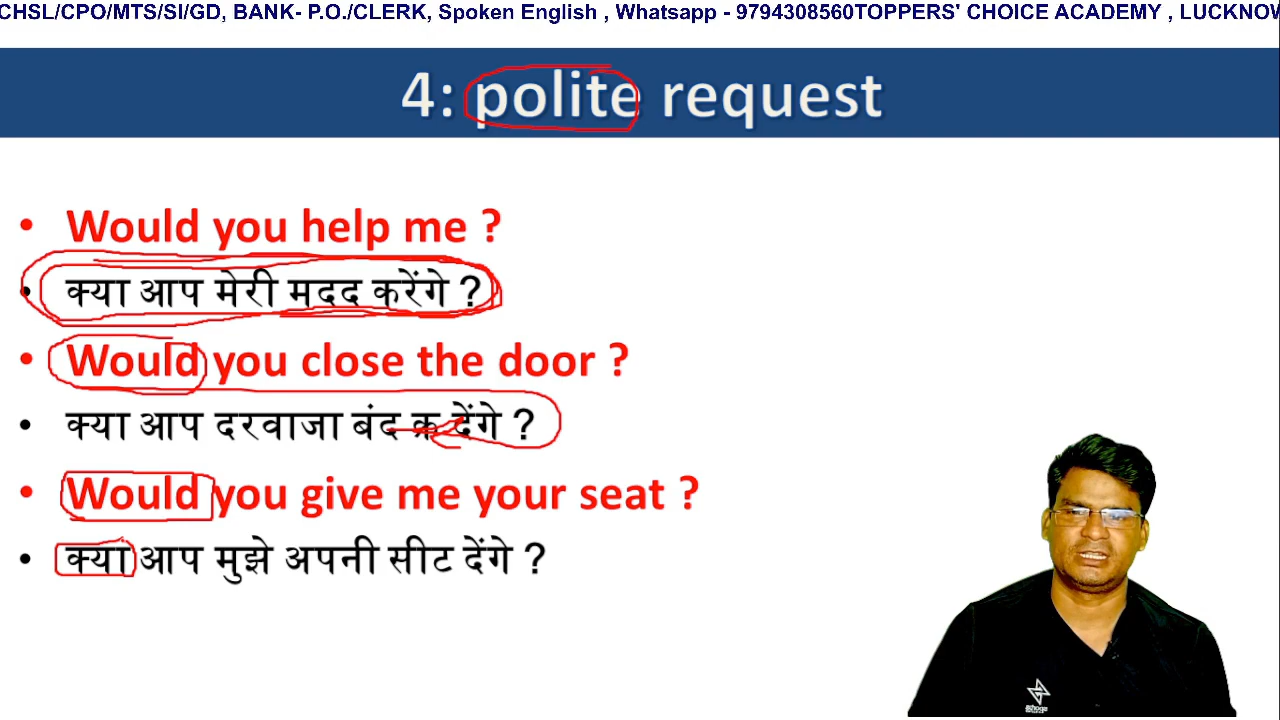 CHSL/CPO/MTS/SI/GD, BANK- P.O./CLERK, Spoken English , Whatsapp - 9794308560TOPPERS' CHOICE ACADEMY , LUCKNOW
4: polite request
• Would you help me ?
• क्या आप मेरी मदद करेंगे ?
• Would you close the door ?
• क्या आप दरवाजा बंद क्र देंगे ?
• Would you give me your seat ?
• क्या आप मुझे अपनी सीट देंगे ?